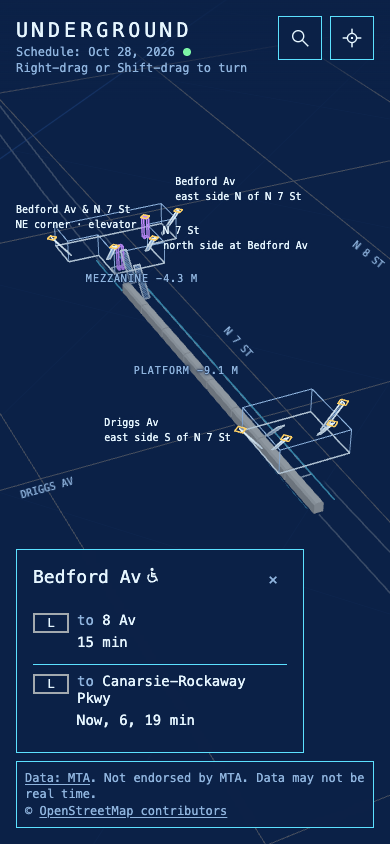 UNDERGROUND
Schedule: Oct 28, 2026
Right-drag or Shift-drag to turn
Bedford Av
east side N of N 7 St
Bedford Av & N 7 St
NE corner · elevator
N 7 St
north side at Bedford Av
N 8 ST
MEZZANINE −4.3 M
N 7 ST
PLATFORM −9.1 M
Driggs Av
east side S of N 7 St
DRIGGS AV
Bedford Av
×
L
to 8 Av
15 min
L
to Canarsie-Rockaway
Pkwy
Now, 6, 19 min
Data: MTA. Not endorsed by MTA. Data may not be
real time.
© OpenStreetMap contributors